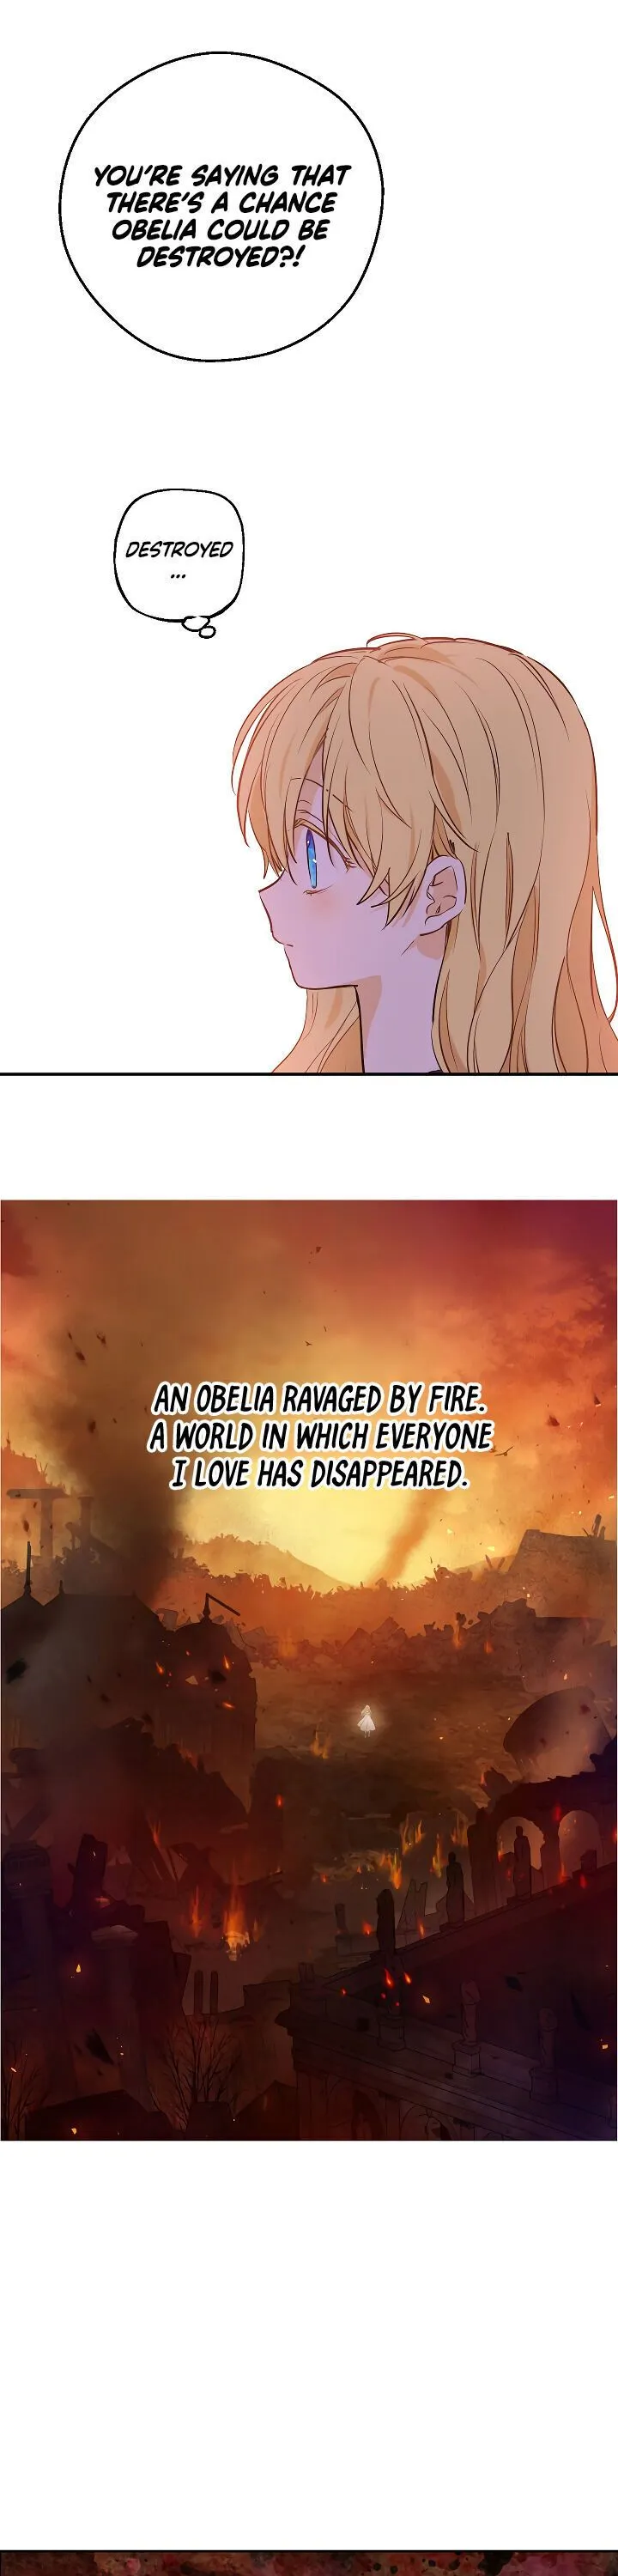 YOU'RE SAYING THAT
THERE'S A CHANCE
OBELIA COULD BE
DESTROYED?!
DESTROYED
...
AN OBELIA RAVAGED BY FIRE.
A WORLD IN WHICH EVERYONE
I LOVE HAS DISAPPEARED.